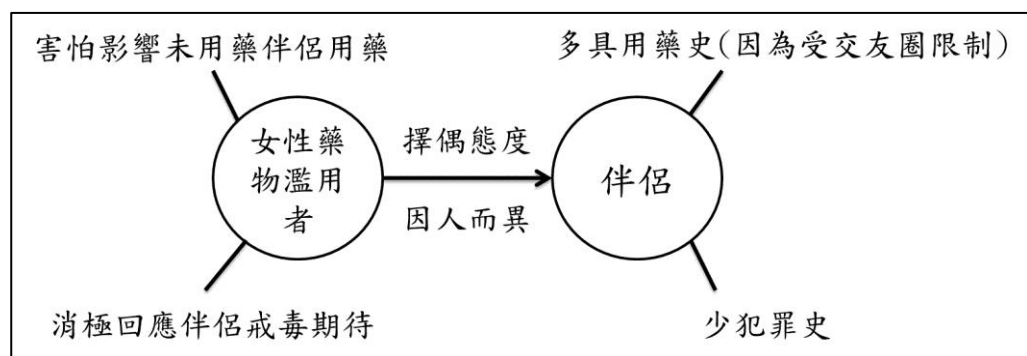 害怕影響未用藥伴侶用藥
多具用藥史(因為受交友圈限制)
女性藥
物濫用
者
擇偶態度
因人而異
伴侶
消極回應伴侶戒毒期待
少犯罪史